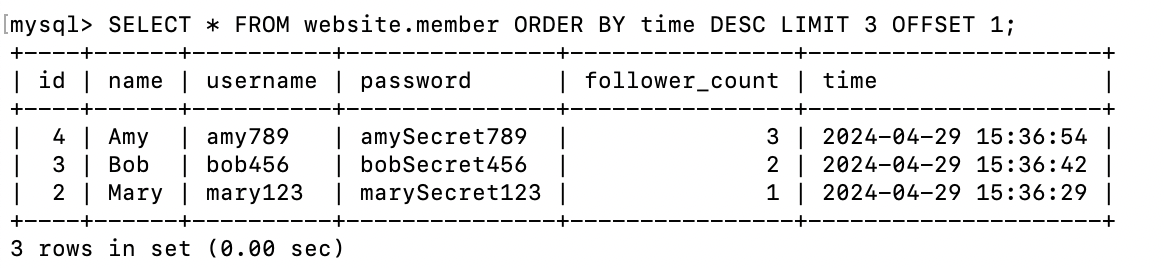 [mysql> SELECT * FROM website.member ORDER BY time DESC LIMIT 3 OFFSET 1;
+----+------+----------+---------------+----------------+---------------------+
| id | name | username | password      | follower_count | time                |
+----+------+----------+---------------+----------------+---------------------+
|  4 | Amy  | amy789   | amySecret789  |              3 | 2024-04-29 15:36:54 |
|  3 | Bob  | bob456   | bobSecret456  |              2 | 2024-04-29 15:36:42 |
|  2 | Mary | mary123  | marySecret123 |              1 | 2024-04-29 15:36:29 |
+----+------+----------+---------------+----------------+---------------------+
3 rows in set (0.00 sec)